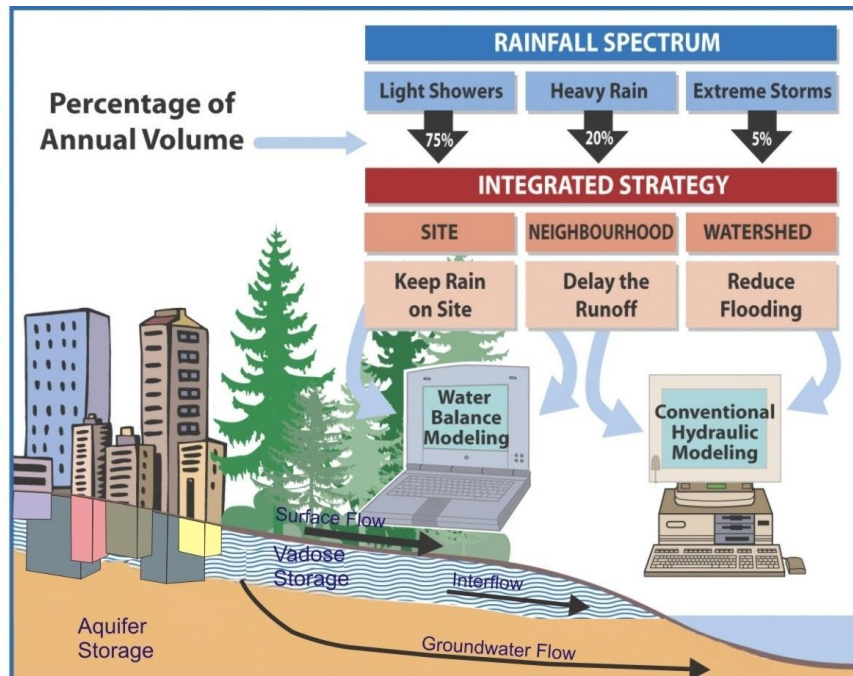 RAINFALL SPECTRUM
Percentage of
Annual Volume
Light Showers
Heavy Rain
Extreme Storms
75%
20%
5%
INTEGRATED STRATEGY
SITE
NEIGHBOURHOOD
WATERSHED
Keep Rain
on Site
Delay the
Runoff
Reduce
Flooding
Water
Balance
Modeling
Conventional
Hydraulic
Modeling
Surface Flow
Vadose
Storage
Interflow
Aquifer
Storage
Groundwater Flow